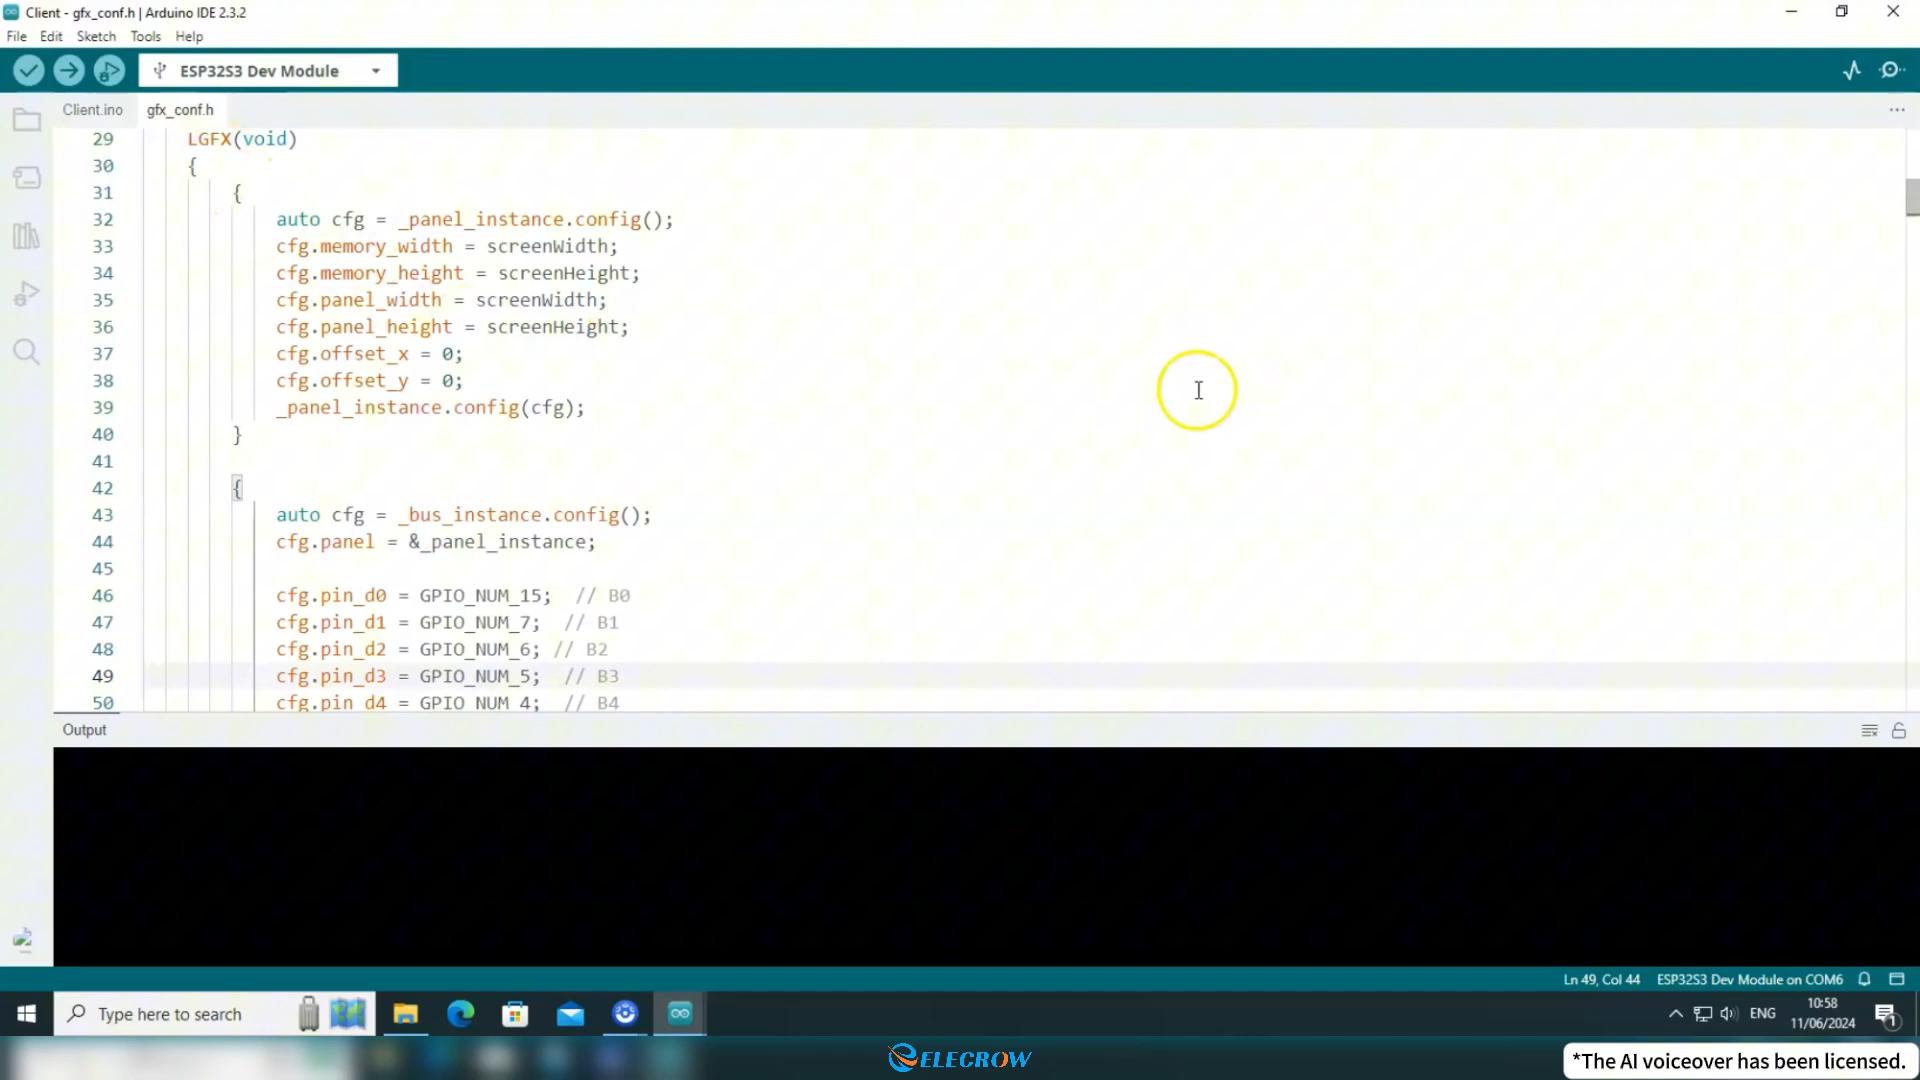 Client - gfx_conf.h | Arduino IDE 2.3.2
File Edit Sketch Tools Help
ESP32S3 Dev Module
Client.ino gfx_conf.h
29 LGFX(void)
30 {
31 {
32 auto cfg = _panel_instance.config();
33 cfg.memory_width = screenWidth;
34 cfg.memory_height = screenHeight;
35 cfg.panel_width = screenWidth;
36 cfg.panel_height = screenHeight;
37 cfg.offset_x = 0;
38 cfg.offset_y = 0;
39 _panel_instance.config(cfg);
40 }
41
42 {
43 auto cfg = _bus_instance.config();
44 cfg.panel = &_panel_instance;
45
46 cfg.pin_d0 = GPIO_NUM_15; // B0
47 cfg.pin_d1 = GPIO_NUM_7; // B1
48 cfg.pin_d2 = GPIO_NUM_6; // B2
49 cfg.pin_d3 = GPIO_NUM_5; // B3
50 cfg.pin_d4 = GPIO_NUM_4; // B4
Output
Ln 49, Col 44 ESP32S3 Dev Module on COM6
Type here to search
ENG
10:58
11/06/2024
1
ELECROW
*The AI voiceover has been licensed.